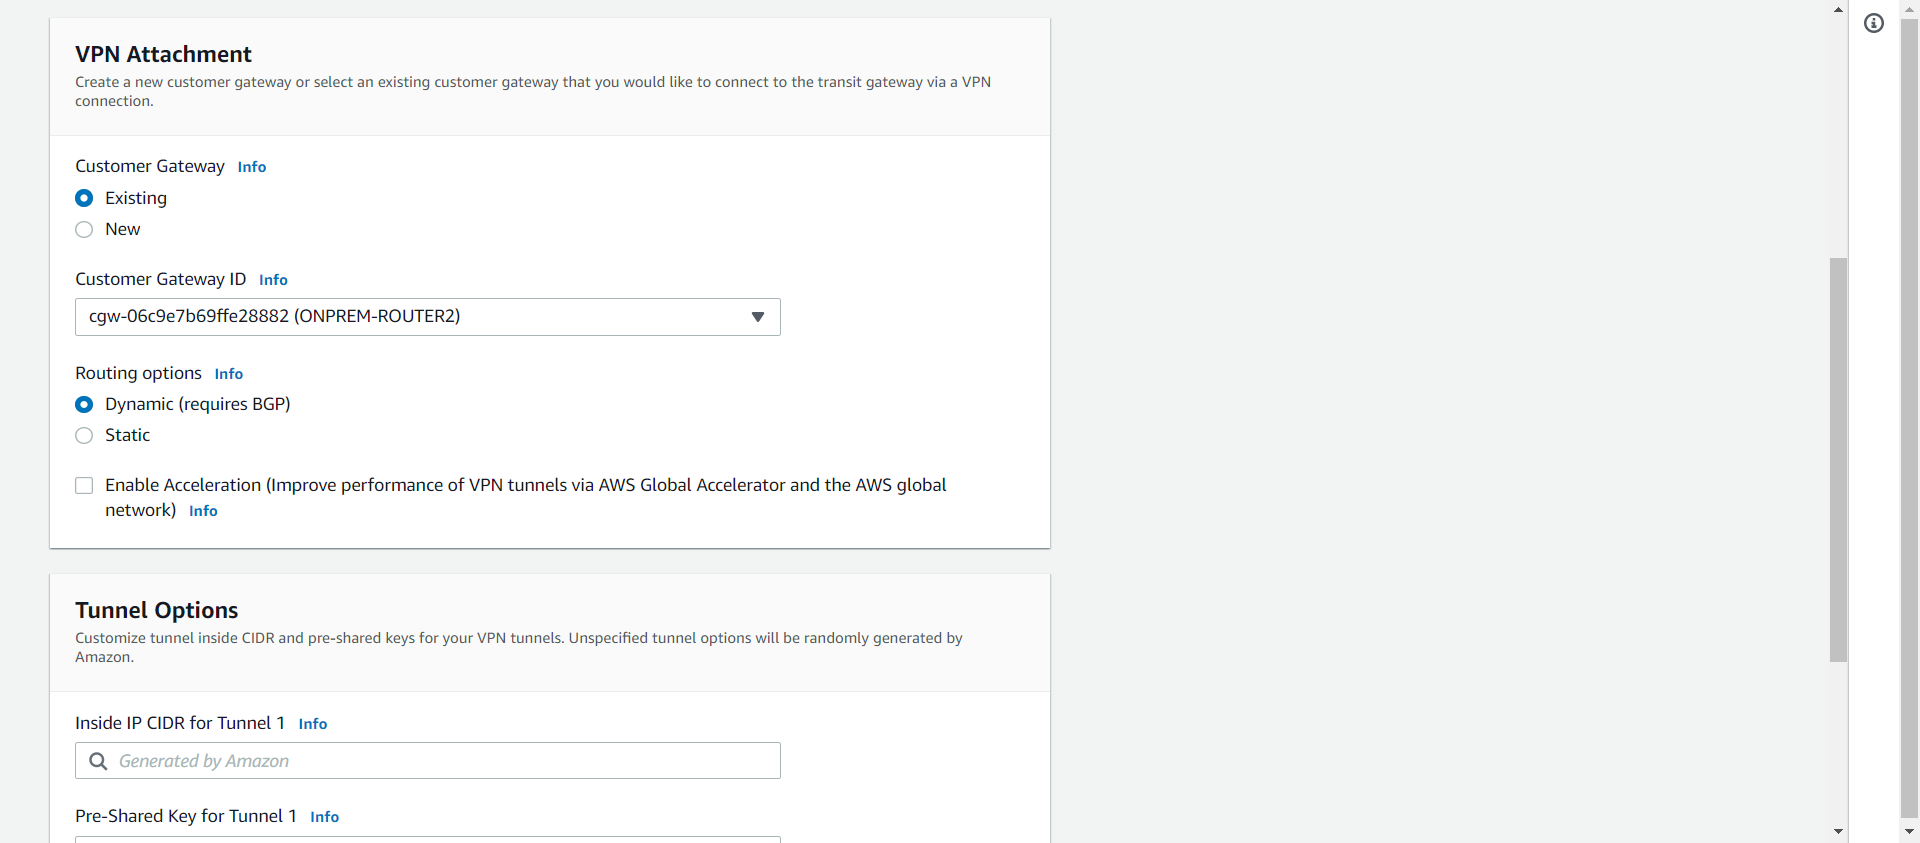 VPN Attachment
Create a new customer gateway or select an existing customer gateway that you would like to connect to the transit gateway via a VPN
connection.
Customer Gateway Info
Existing
New
Customer Gateway ID Info
cgw-06c9e7b69ffe28882 (ONPREM-ROUTER2)
Routing options Info
Dynamic (requires BGP)
Static
Enable Acceleration (Improve performance of VPN tunnels via AWS Global Accelerator and the AWS global
network) Info
Tunnel Options
Customize tunnel inside CIDR and pre-shared keys for your VPN tunnels. Unspecified tunnel options will be randomly generated by
Amazon.
Inside IP CIDR for Tunnel 1 Info
Generated by Amazon
Pre-Shared Key for Tunnel 1 Info